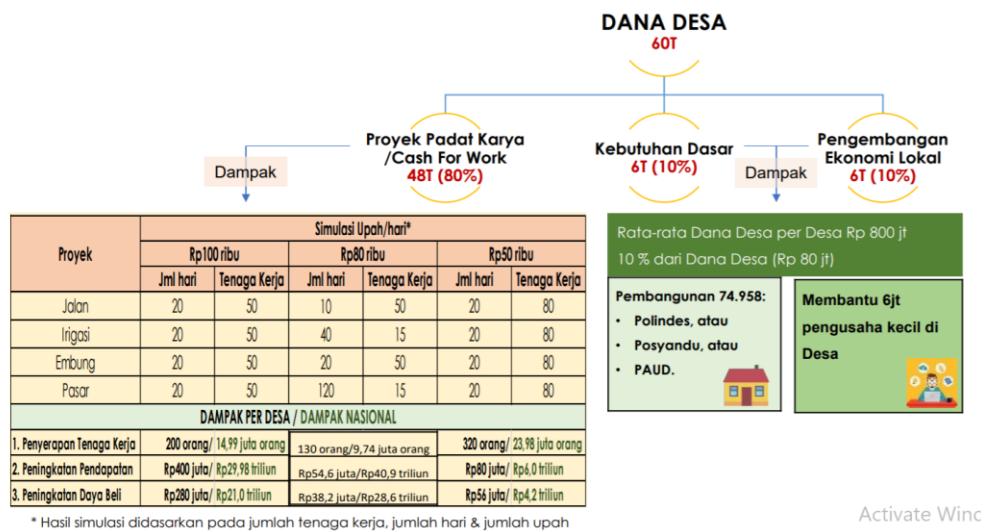 DANA DESA
60T
Proyek Padat Karya
/Cash For Work
48T (80%)
Kebutuhan Dasar
6T (10%)
Pengembangan
Ekonomi Lokal
6T (10%)
Dampak
Dampak
Proyek
Simulasi Upah/hari*
Rp100 ribu Rp80 ribu Rp50 ribu
Jml hari Tenaga Kerja Jml hari Tenaga Kerja Jml hari Tenaga Kerja
Jalan 20 50 10 50 20 80
Irigasi 20 50 40 15 20 80
Embung 20 50 20 50 20 80
Pasar 20 50 120 15 20 80
DAMPAK PER DESA / DAMPAK NASIONAL
1. Penyerapan Tenaga Kerja 200 orang/ 14,99 juta orang 130 orang/9,74 juta orang 320 orang/ 23,98 juta orang
2. Peningkatan Pendapatan Rp400 juta/ Rp29,98 triliun Rp54,6 juta/Rp40,9 triliun Rp80 juta/ Rp6,0 triliun
3. Peningkatan Daya Beli Rp280 juta/ Rp21,0 triliun Rp38,2 juta/Rp28,6 triliun Rp56 juta/ Rp4,2 triliun
* Hasil simulasi didasarkan pada jumlah tenaga kerja, jumlah hari & jumlah upah
Rata-rata Dana Desa per Desa Rp 800 jt
10 % dari Dana Desa (Rp 80 jt)
Pembangunan 74.958:
• Polindes, atau
• Posyandu, atau
• PAUD.
Membantu 6jt
pengusaha kecil di
Desa
Activate Winc